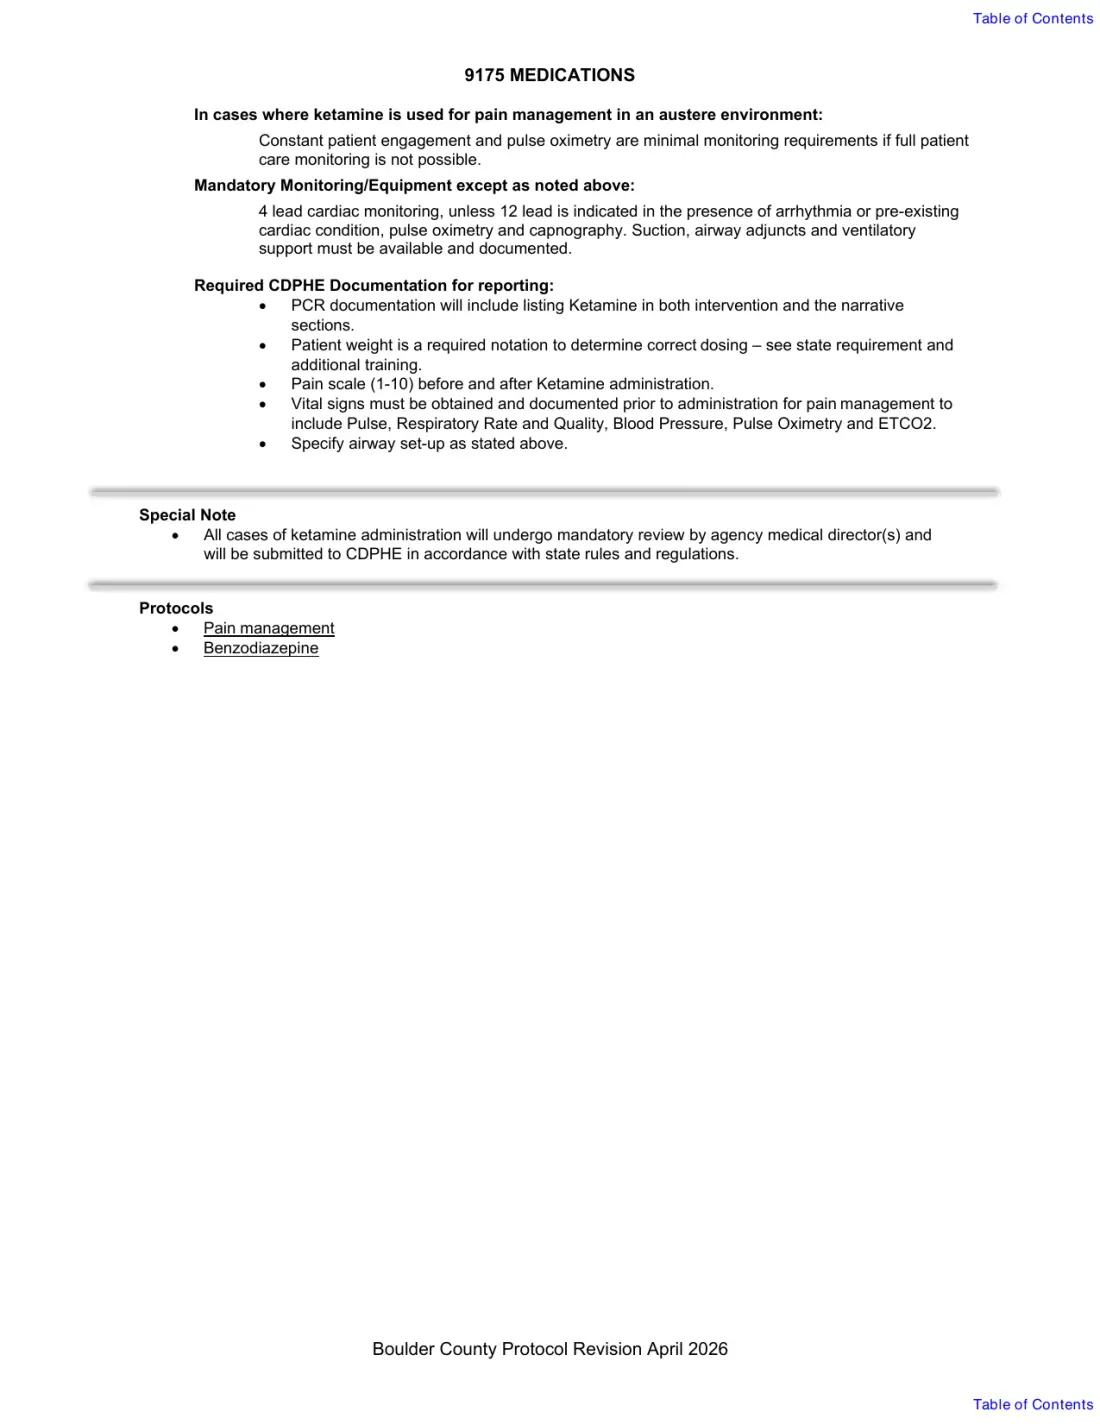 Table of Contents
9175 MEDICATIONS
In cases where ketamine is used for pain management in an austere environment:
Constant patient engagement and pulse oximetry are minimal monitoring requirements if full patient
care monitoring is not possible.
Mandatory Monitoring/Equipment except as noted above:
4 lead cardiac monitoring, unless 12 lead is indicated in the presence of arrhythmia or pre-existing
cardiac condition, pulse oximetry and capnography. Suction, airway adjuncts and ventilatory
support must be available and documented.
Required CDPHE Documentation for reporting:
• PCR documentation will include listing Ketamine in both intervention and the narrative
sections.
• Patient weight is a required notation to determine correct dosing – see state requirement and
additional training.
• Pain scale (1-10) before and after Ketamine administration.
• Vital signs must be obtained and documented prior to administration for pain management to
include Pulse, Respiratory Rate and Quality, Blood Pressure, Pulse Oximetry and ETCO2.
• Specify airway set-up as stated above.
Special Note
• All cases of ketamine administration will undergo mandatory review by agency medical director(s) and
will be submitted to CDPHE in accordance with state rules and regulations.
Protocols
• Pain management
• Benzodiazepine
Boulder County Protocol Revision April 2026
Table of Contents